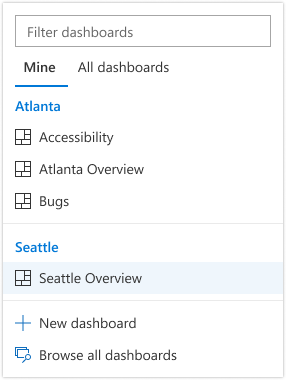 Filter dashboards
Mine All dashboards
Atlanta
Accessibility
Atlanta Overview
Bugs
Seattle
Seattle Overview
New dashboard
Browse all dashboards